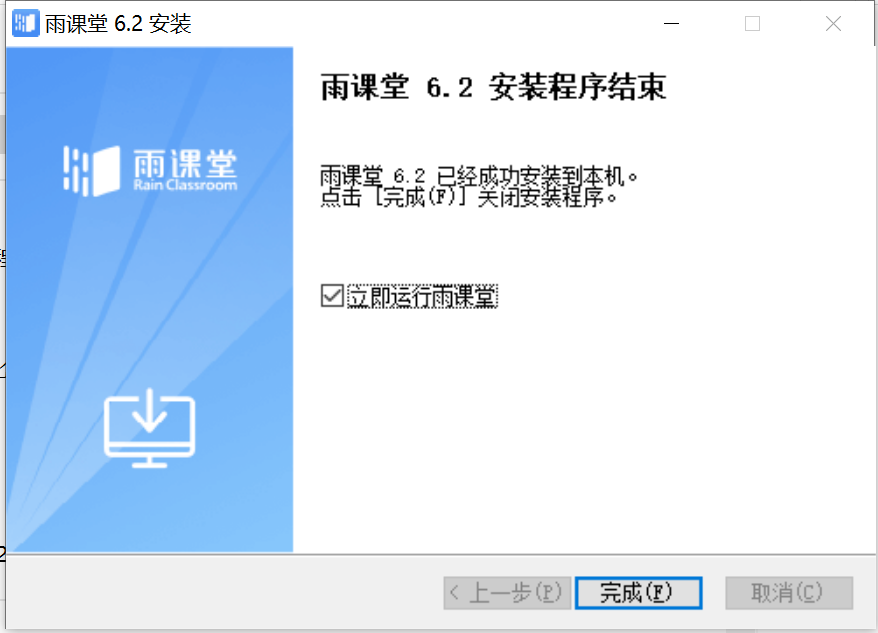 雨课堂 6.2 安装
雨课堂
Rain Classroom
雨课堂 6.2 安装程序结束
雨课堂 6.2 已经成功安装到本机。
点击 [完成(F)] 关闭安装程序。
立即运行雨课堂
< 上一步(P)
完成(F)
取消(C)